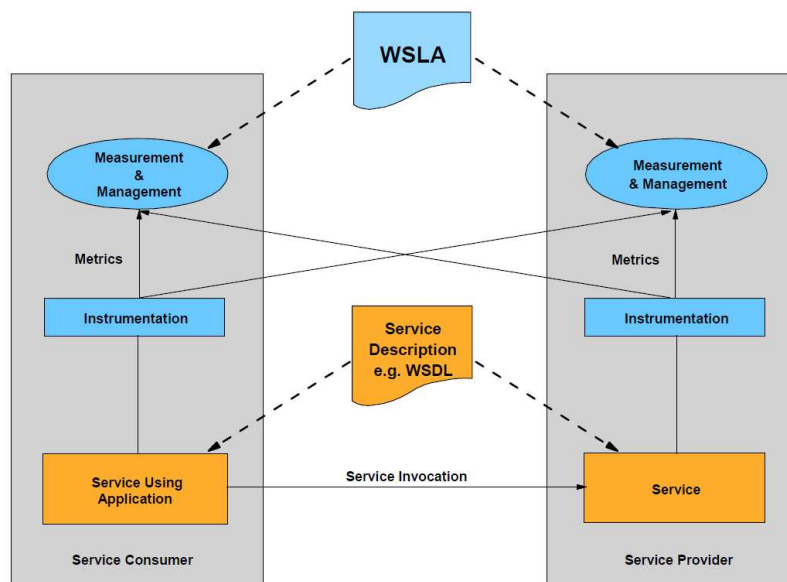 WSLA
Measurement
&
Management
Measurement
& Management
Metrics
Metrics
Instrumentation
Instrumentation
Service
Description
e.g. WSDL
Service Using
Application
Service Invocation
Service
Service Consumer
Service Provider